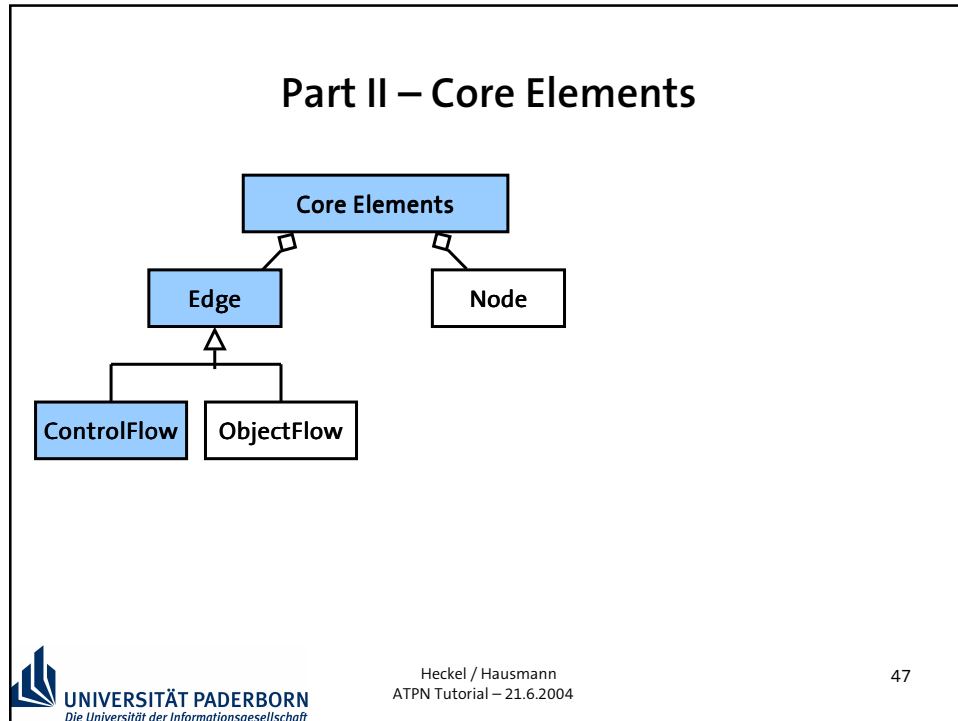 Part II – Core Elements
Core Elements
Edge
Node
ControlFlow
ObjectFlow
UNIVERSITÄT PADERBORN
Die Universität der Informationsgesellschaft
Heckel / Hausmann
ATPN Tutorial – 21.6.2004
47